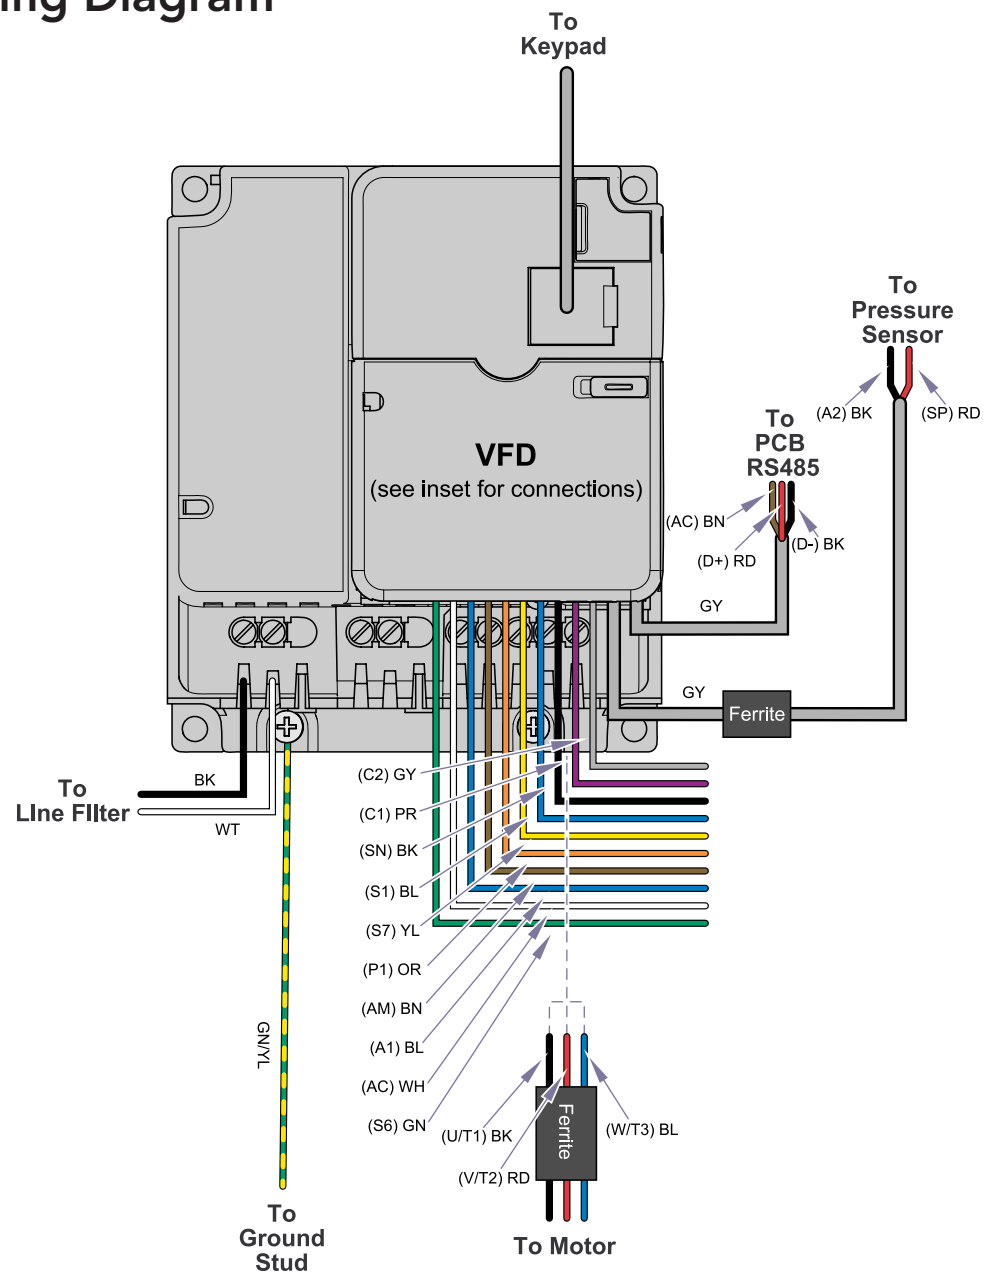 ing Diagram
To
Keypad
To
Pressure
Sensor
(A2) BK
(SP) RD
To
PCB
RS485
VFD
(see inset for connections)
(AC) BN
(D-) BK
(D+) RD
GY
GY
Ferrite
(C2) GY
BK
To
LIne FIlter
(C1) PR
WT
(SN) BK
(S1) BL
(S7) YL
(P1) OR
(AM) BN
GN/YL
(A1) BL
(AC) WH
(S6) GN
(U/T1) BK
Ferrite
(W/T3) BL
(V/T2) RD
To
Ground
Stud
To Motor